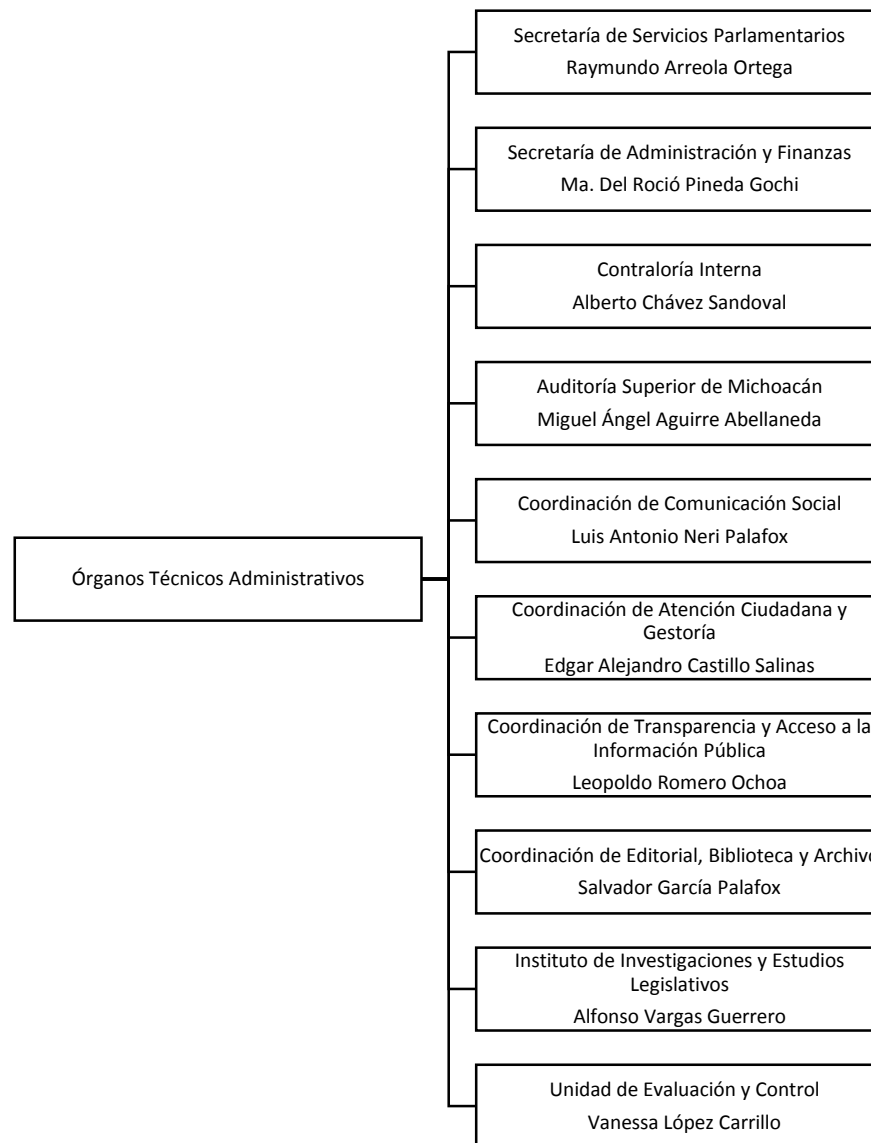 Secretaría de Servicios Parlamentarios
Raymundo Arreola Ortega
Secretaría de Administración y Finanzas
Ma. Del Roció Pineda Gochi
Contraloría Interna
Alberto Chávez Sandoval
Auditoría Superior de Michoacán
Miguel Ángel Aguirre Abellaneda
Coordinación de Comunicación Social
Luis Antonio Neri Palafox
Órganos Técnicos Administrativos
Coordinación de Atención Ciudadana y
Gestoría
Edgar Alejandro Castillo Salinas
Coordinación de Transparencia y Acceso a la
Información Pública
Leopoldo Romero Ochoa
Coordinación de Editorial, Biblioteca y Archivo
Salvador García Palafox
Instituto de Investigaciones y Estudios
Legislativos
Alfonso Vargas Guerrero
Unidad de Evaluación y Control
Vanessa López Carrillo